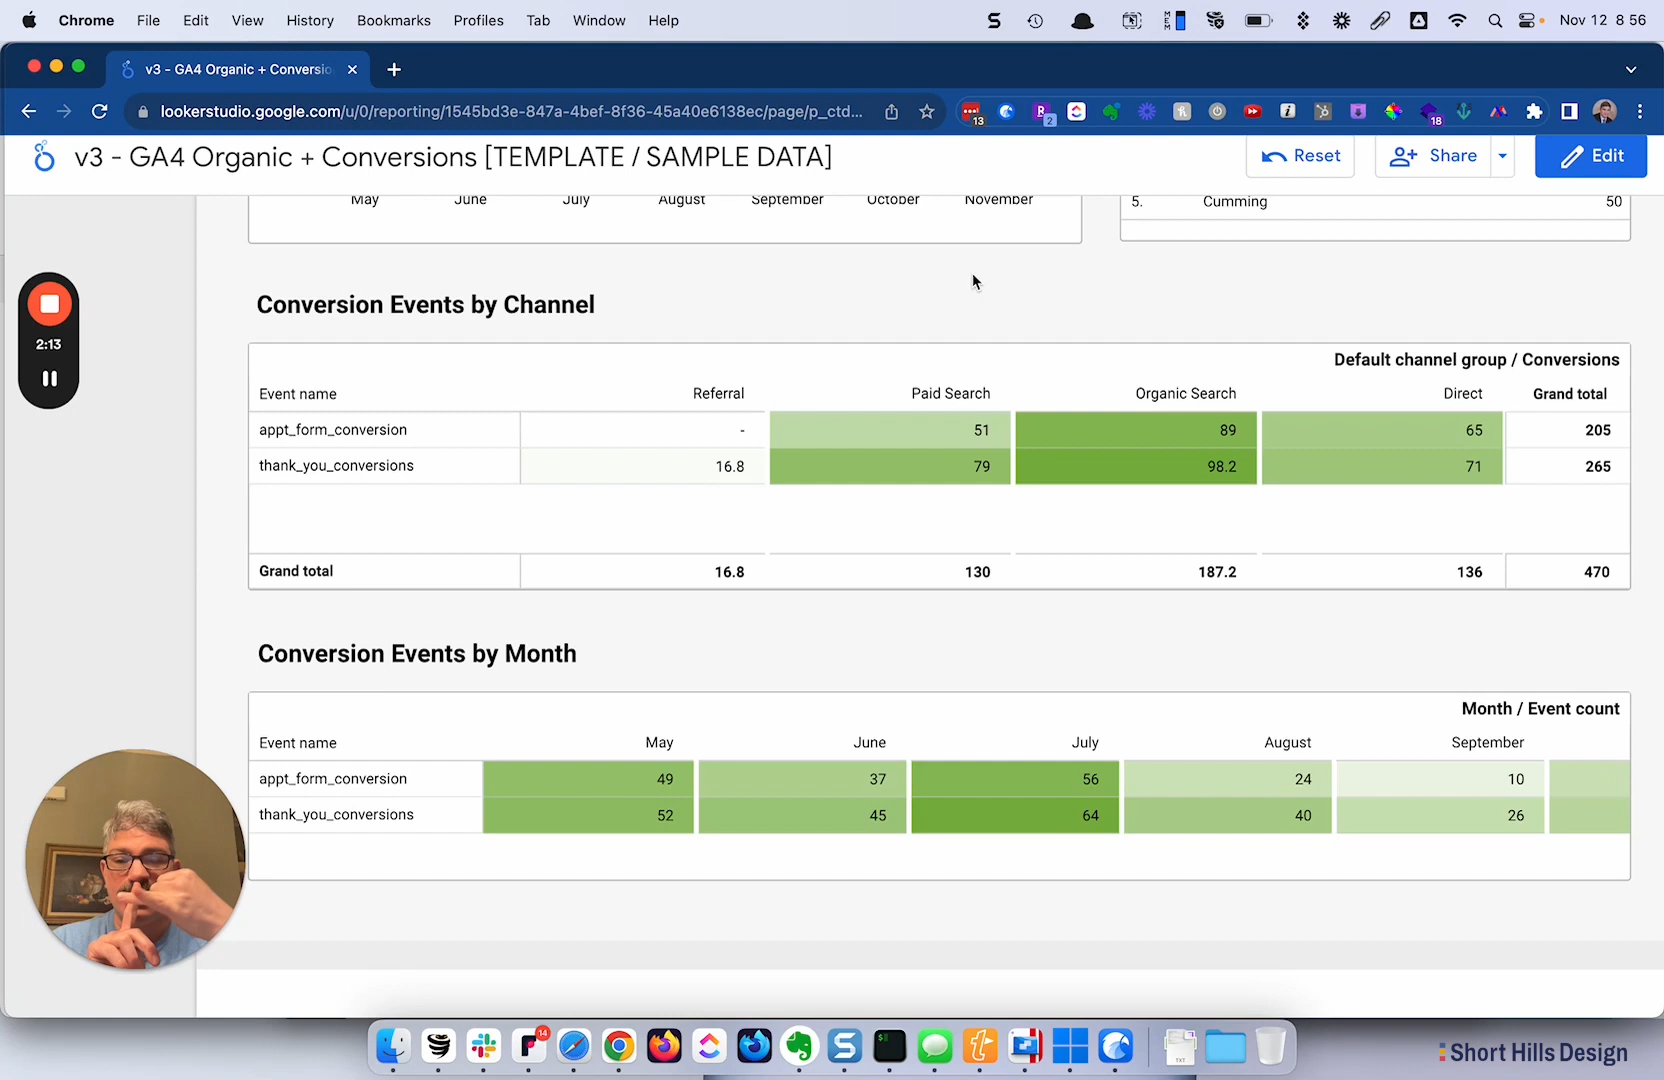 Chrome File Edit View History Bookmarks Profiles Tab Window Help Nov 12 8 56
v3 - GA4 Organic + Conversio
lookerstudio.google.com/u/0/reporting/1545bd3e-847a-4bef-8f36-45a40e6138ec/page/p_ctd... 13 2 18
v3 - GA4 Organic + Conversions [TEMPLATE / SAMPLE DATA] Reset Share Edit
May June July August September October November 5. Cumming 50
Conversion Events by Channel
2:13
Default channel group / Conversions
Event name Referral Paid Search Organic Search Direct Grand total
appt_form_conversion - 51 89 65 205
thank_you_conversions 16.8 79 98.2 71 265
Grand total 16.8 130 187.2 136 470
Conversion Events by Month
Month / Event count
Event name May June July August September
appt_form_conversion 49 37 56 24 10
thank_you_conversions 52 45 64 40 26
14
TXT
Short Hills Design